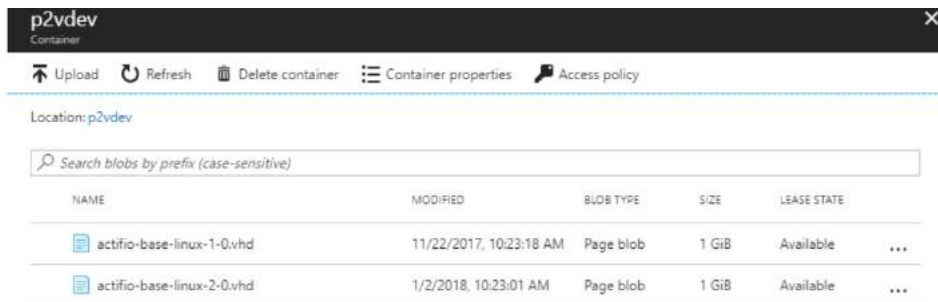 p2vdev
Container
Upload Refresh Delete container Container properties Access policy
Location: p2vdev
Search blobs by prefix (case-sensitive)
NAME MODIFIED BLOB TYPE SIZE LEASE STATE
actifio-base-linux-1-0.vhd 11/22/2017, 10:23:18 AM Page blob 1 GiB Available ...
actifio-base-linux-2-0.vhd 1/2/2018, 10:23:01 AM Page blob 1 GiB Available ...